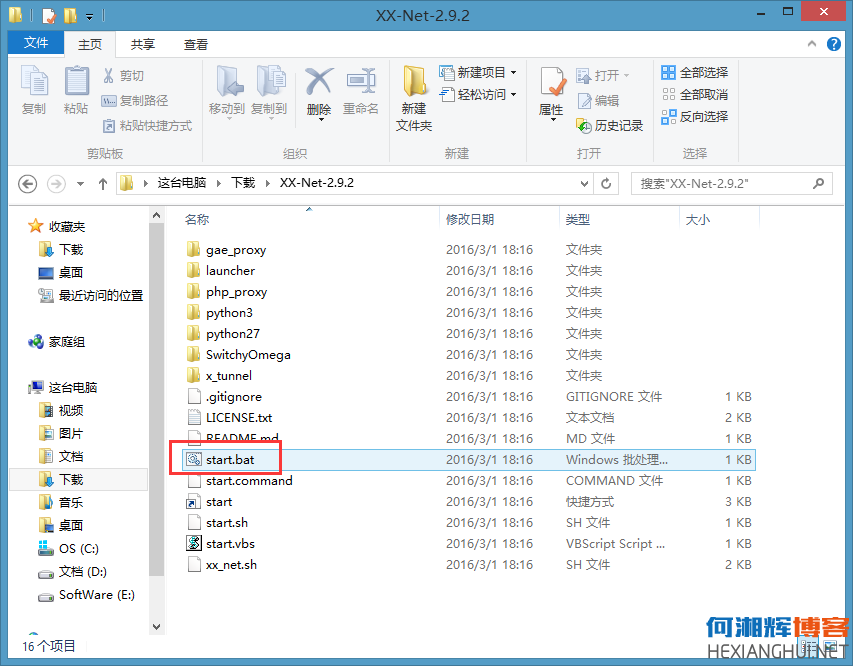 XX-Net-2.9.2
文件 主页 共享 查看
复制 粘贴 剪切 复制路径 粘贴快捷方式
移动到 复制到 删除 重命名
新建文件夹 新建项目 轻松访问
属性 打开 编辑 历史记录
全部选择 全部取消 反向选择
剪贴板 组织 新建 打开 选择
这台电脑 下载 XX-Net-2.9.2 搜索"XX-Net-2.9.2"
收藏夹
下载
桌面
最近访问的位置
家庭组
这台电脑
视频
图片
文档
下载
音乐
桌面
OS (C:)
文档 (D:)
SoftWare (E:)
名称 修改日期 类型 大小
gae_proxy 2016/3/1 18:16 文件夹
launcher 2016/3/1 18:16 文件夹
php_proxy 2016/3/1 18:16 文件夹
python3 2016/3/1 18:16 文件夹
python27 2016/3/1 18:16 文件夹
SwitchyOmega 2016/3/1 18:16 文件夹
x_tunnel 2016/3/1 18:16 文件夹
.gitignore 2016/3/1 18:16 GITIGNORE 文件 1 KB
LICENSE.txt 2016/3/1 18:16 文本文档 2 KB
README.md 2016/3/1 18:16 MD 文件 1 KB
start.bat 2016/3/1 18:16 Windows 批处理... 1 KB
start.command 2016/3/1 18:16 COMMAND 文件 1 KB
start 2016/3/1 18:16 快捷方式 3 KB
start.sh 2016/3/1 18:16 SH 文件 1 KB
start.vbs 2016/3/1 18:16 VBScript Script ... 1 KB
xx_net.sh 2016/3/1 18:16 SH 文件 2 KB
16 个项目
何湘辉博客
HEXIANGHUI.NET